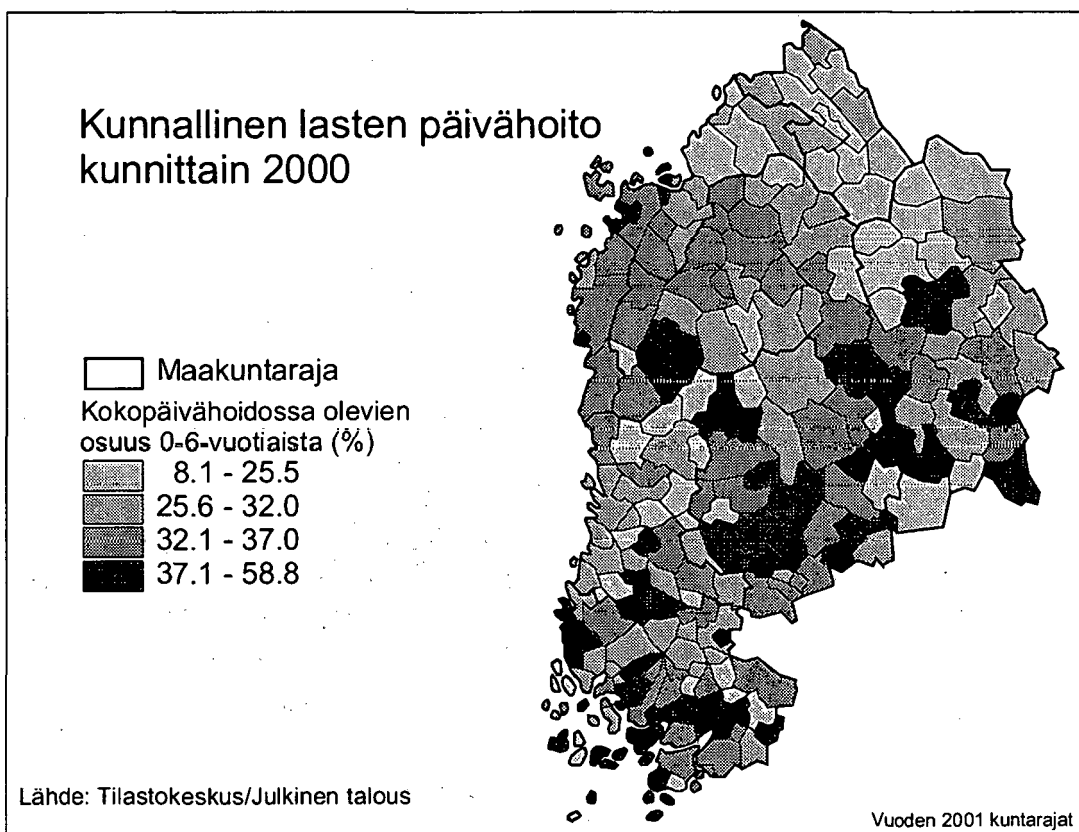 Kunnallinen lasten päivähoito
kunnittain 2000
Maakuntaraja
Kokopäivähoidossa olevien
osuus 0-6-vuotiaista (%)
8.1 - 25.5
25.6 - 32.0
32.1 - 37.0
37.1 - 58.8
Lähde: Tilastokeskus/Julkinen talous
Vuoden 2001 kuntarajat